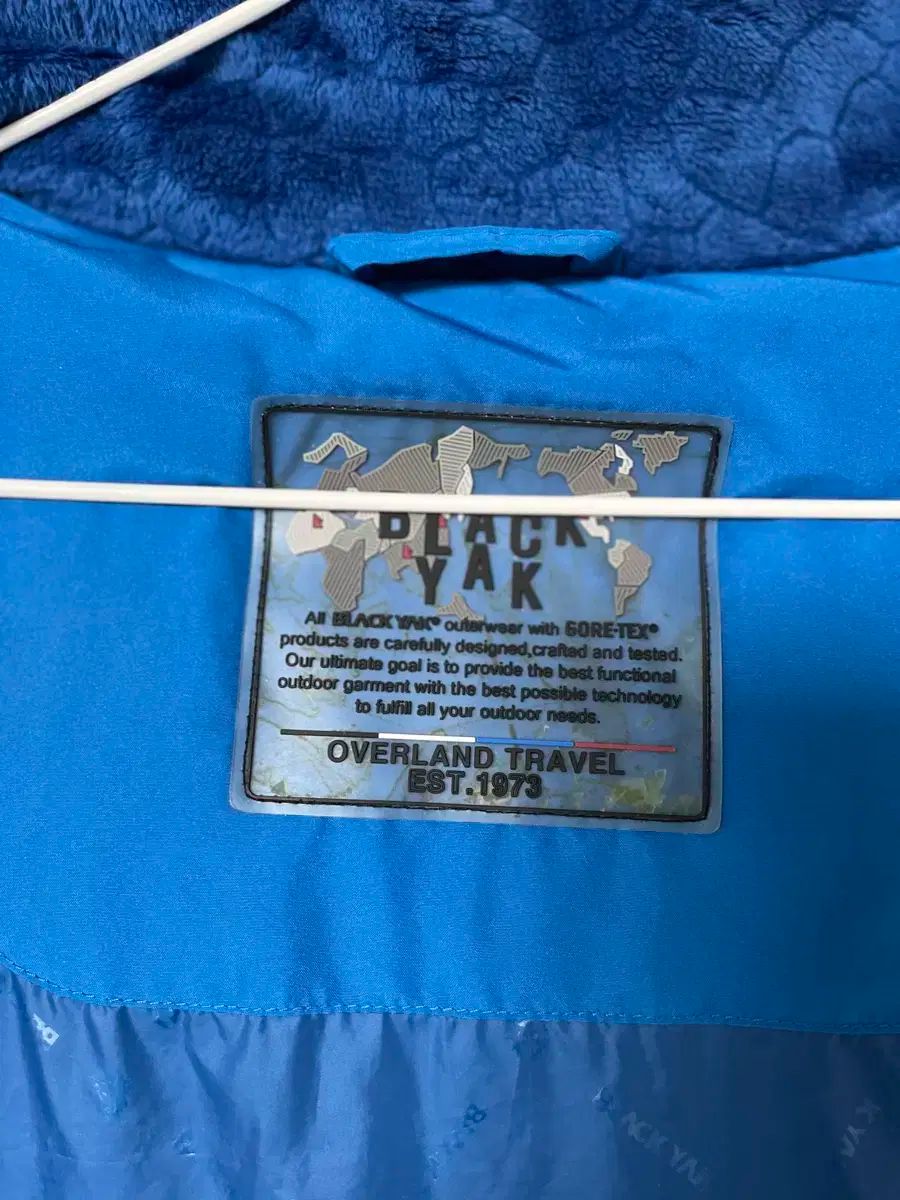 BLACK
YAK
All BLACK YAK® outerwear with GORE-TEX®
products are carefully designed,crafted and tested.
Our ultimate goal is to provide the best functional
outdoor garment with the best possible technology
to fulfill all your outdoor needs.
OVERLAND TRAVEL
EST.1973